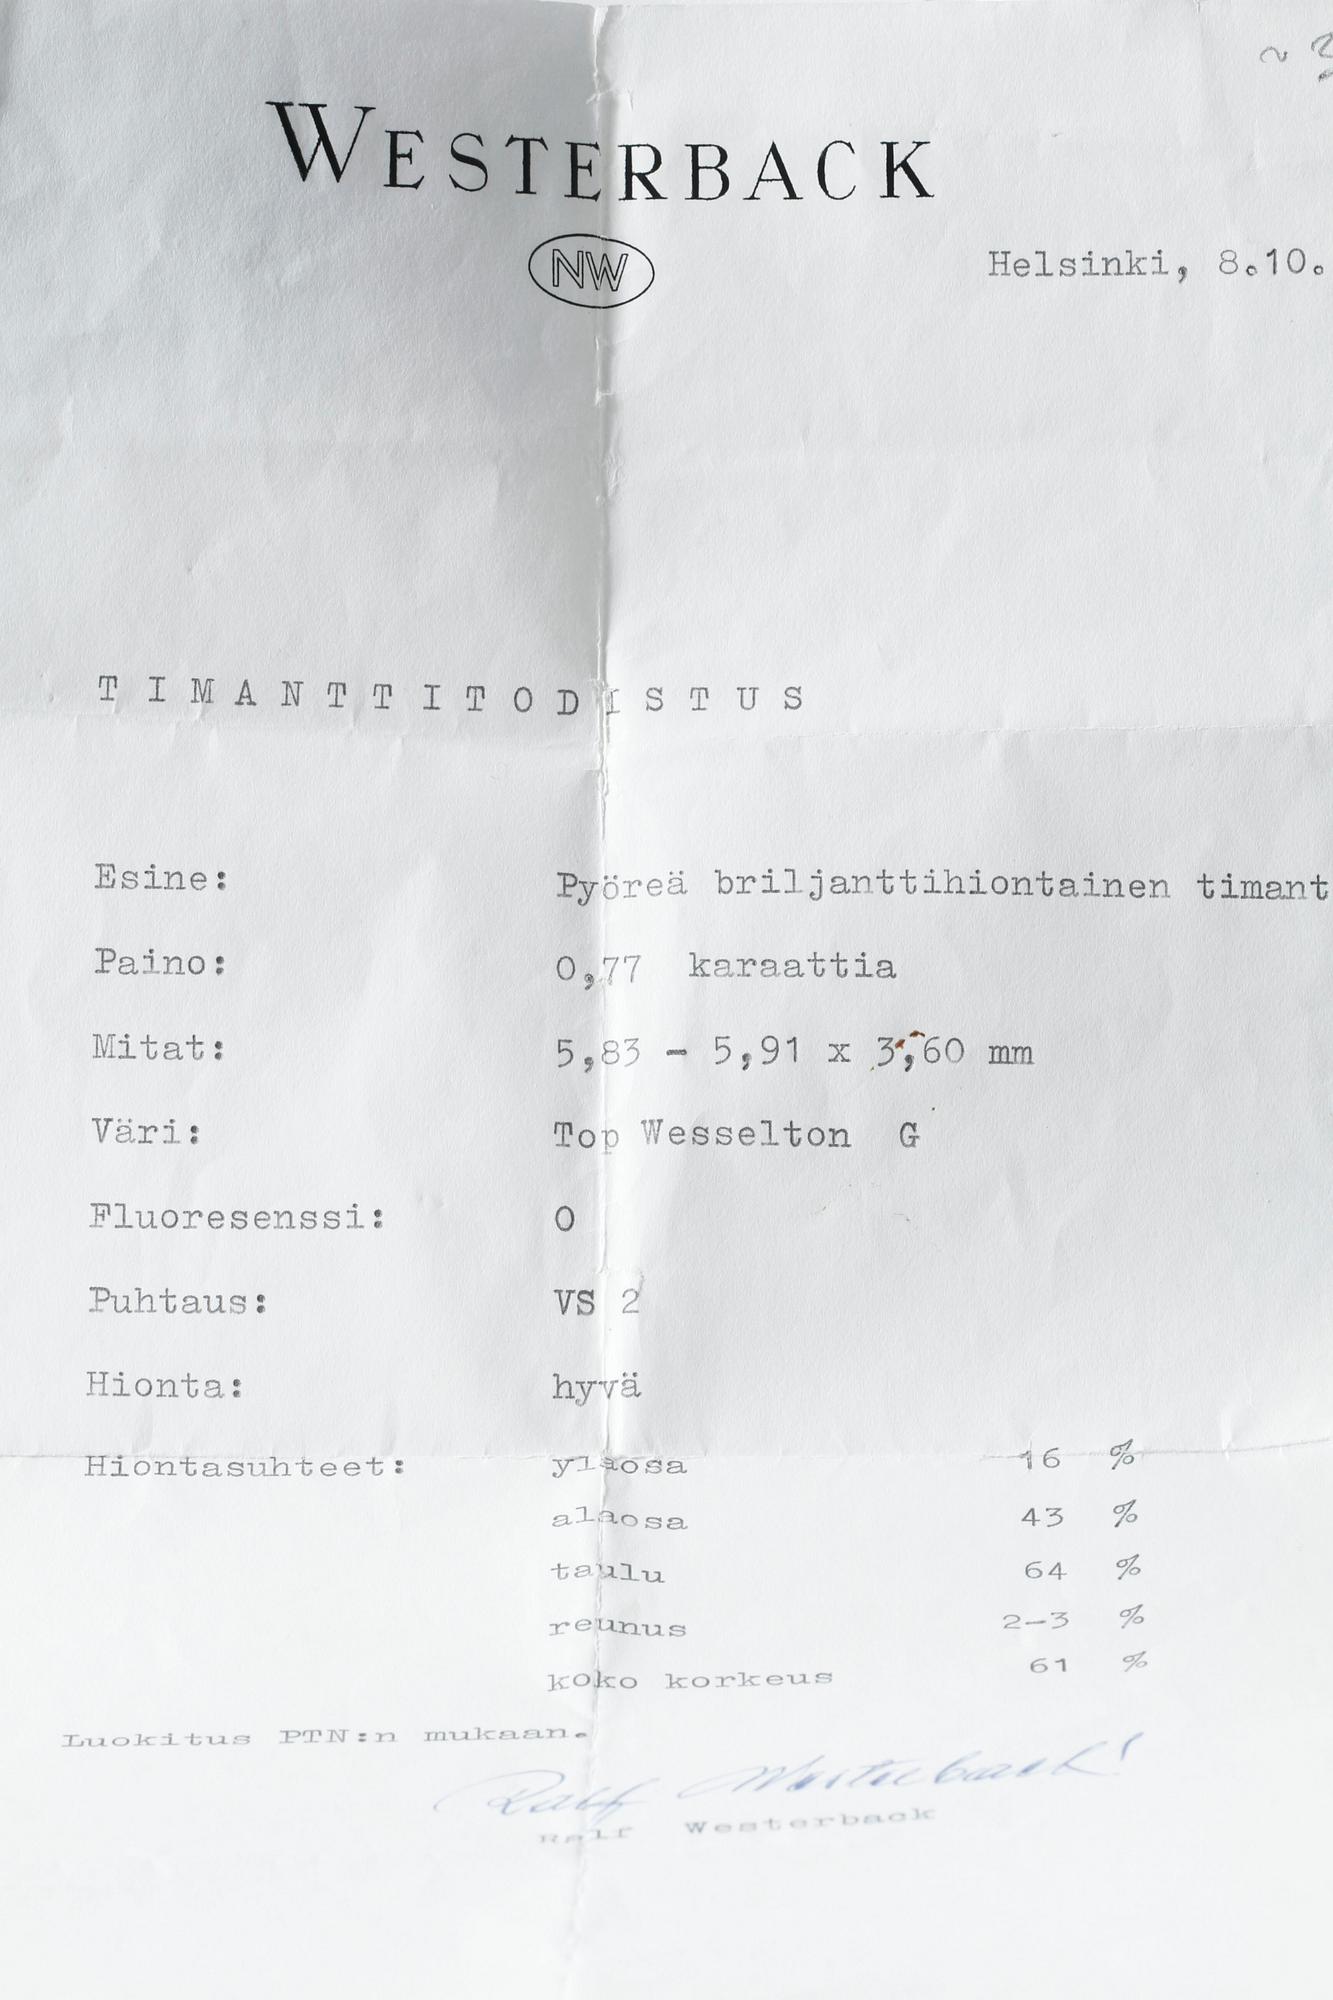 WESTERBACK
NW
Helsinki, 8.10.
TIMANTTITODISTUS
Esine: Pyöreä briljanttihiontainen timant
Paino: 0,77 karaattia
Mitat: 5,83 - 5,91 x 3,60 mm
Väri: Top Wesselton G
Fluoresenssi: 0
Puhtaus: VS 2
Hionta: hyvä
Hiontasuhteet: yläosa 16 %
alaosa 43 %
taulu 64 %
reunus 2-3 %
koko korkeus 61 %
Luokitus PTN:n mukaan.
Ralf Westerback
Ralf Westerback